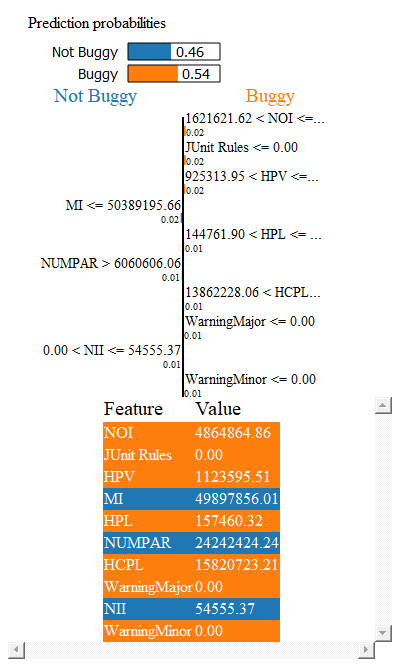 Prediction probabilities
Not Buggy 0.46
Buggy 0.54
Not Buggy Buggy
1621621.62 < NOI <=...
0.02
JUnit Rules <= 0.00
0.02
925313.95 < HPV <=...
0.02
MI <= 50389195.66
0.02
144761.90 < HPL <= ...
0.01
NUMPAR > 6060606.06
0.01
13862228.06 < HCPL...
0.01
WarningMajor <= 0.00
0.01
0.00 < NII <= 54555.37
0.01
WarningMinor <= 0.00
0.01
Feature Value
NOI 4864864.86
JUnit Rules 0.00
HPV 1123595.51
MI 49897856.01
HPL 157460.32
NUMPAR 24242424.24
HCPL 15820723.21
WarningMajor 0.00
NII 54555.37
WarningMinor 0.00